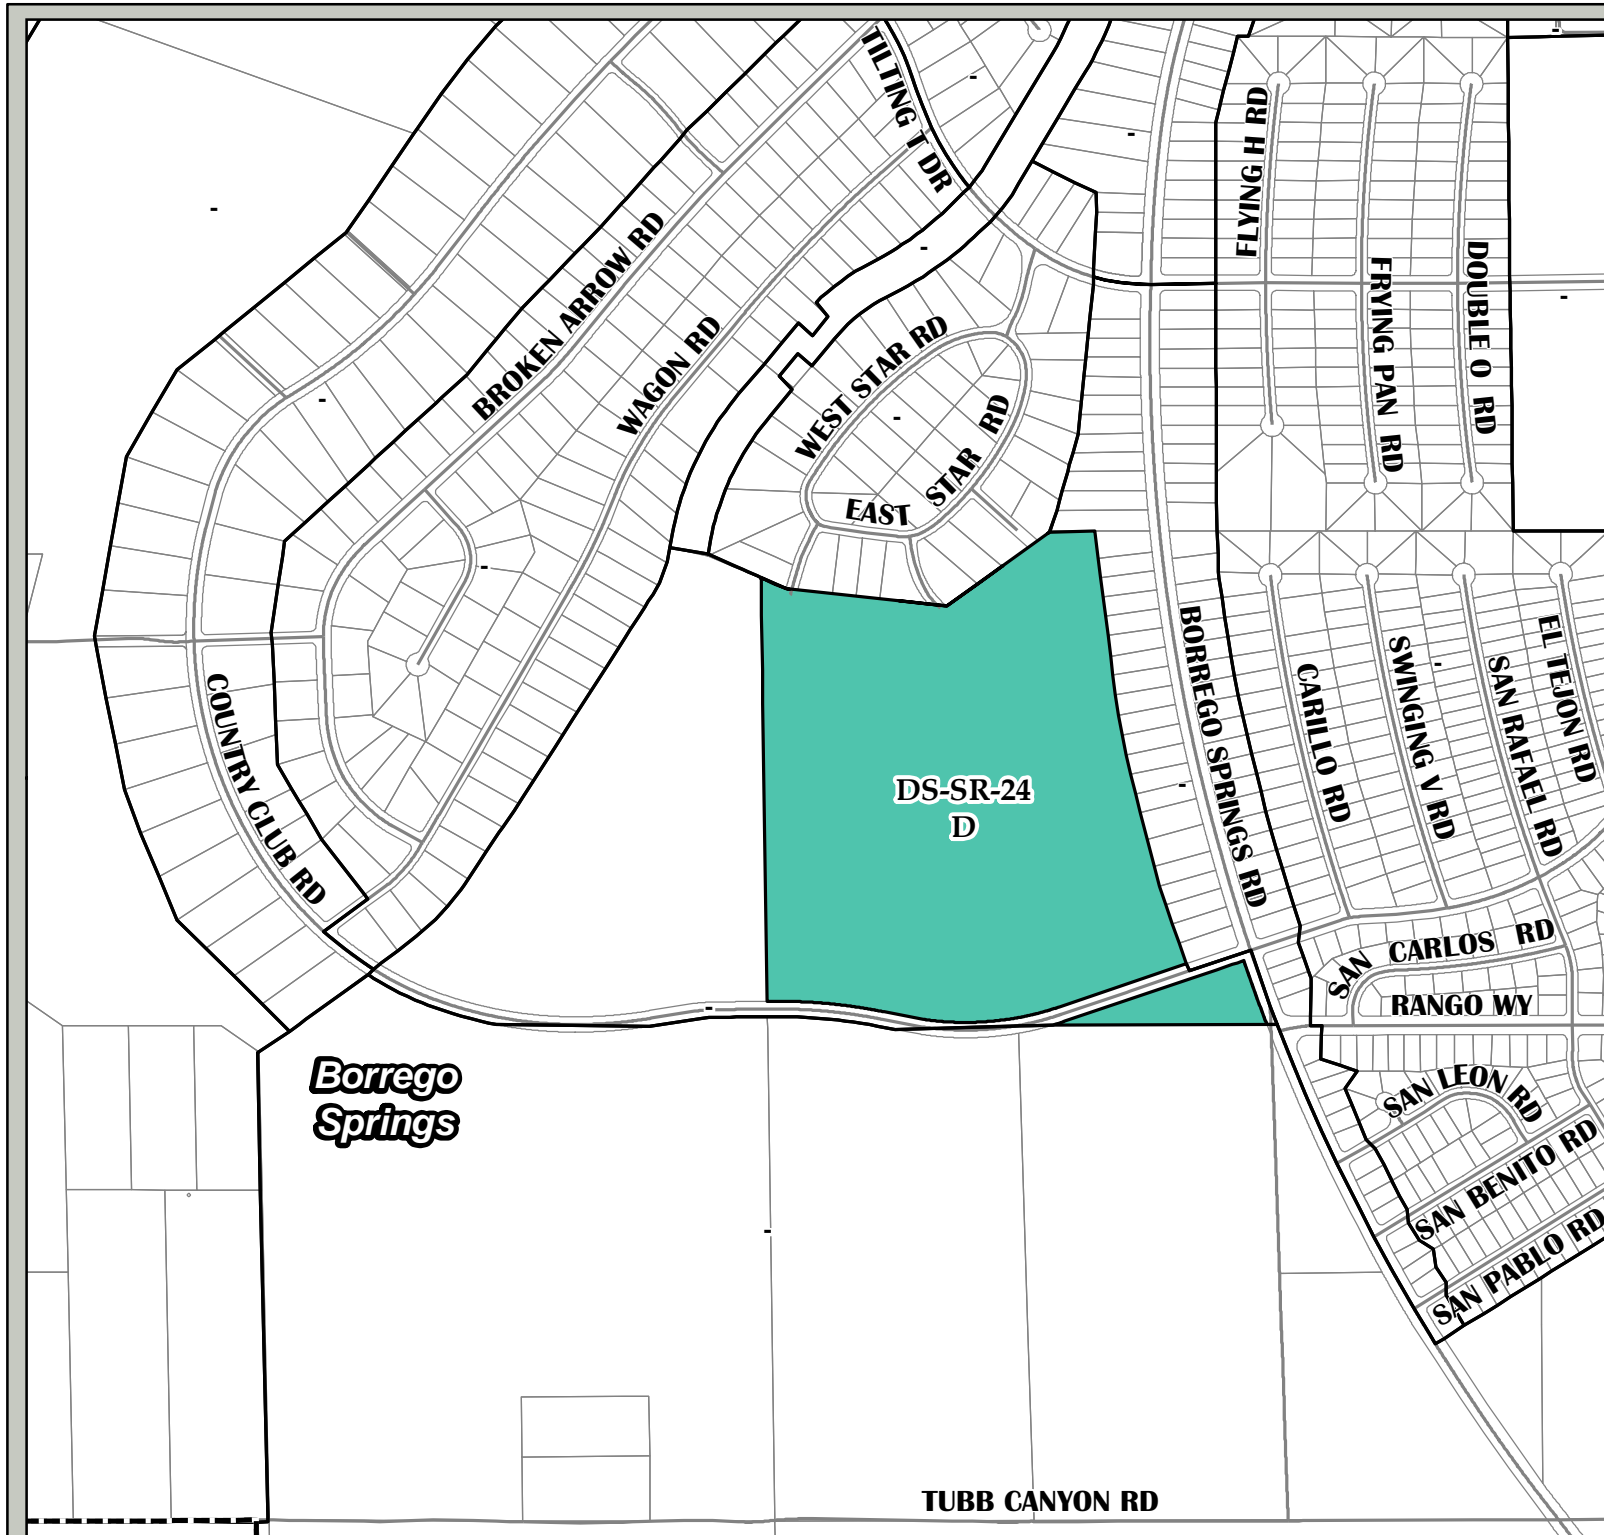 TILTING T DR
FLYING H RD
BROKEN ARROW RD
DOUBLE O RD
FRYING PAN RD
WAGON RD
WEST STAR RD
EAST STAR RD
BORREGO SPRINGS RD
EL TEJON RD
SWINGING V RD
SAN RAFAEL RD
CARILLO RD
COUNTRY CLUB RD
DS-SR-24
D
SAN CARLOS RD
RANGO WY
Borrego
Springs
SAN LEON RD
SAN BENITO RD
SAN PABLO RD
TUBB CANYON RD